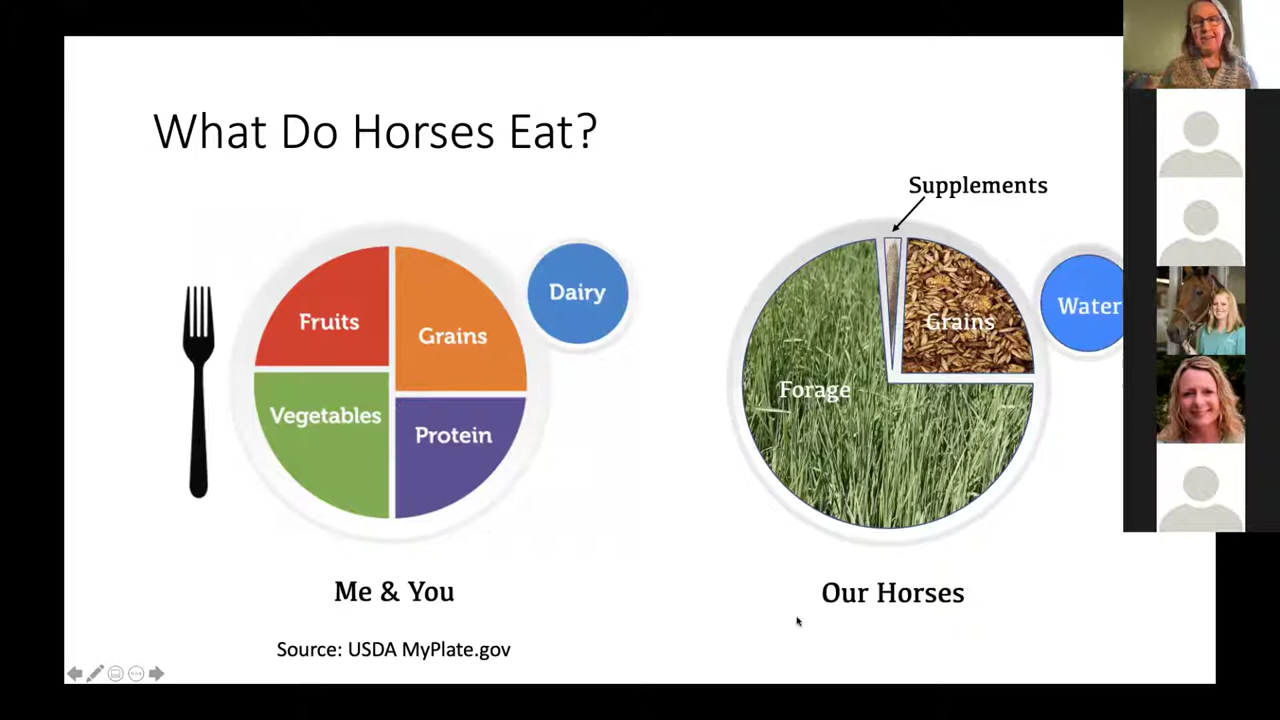 What Do Horses Eat?
Supplements
Fruits
Grains
Dairy
Vegetables
Protein
Grains
Water
Forage
Me & You
Our Horses
Source: USDA MyPlate.gov